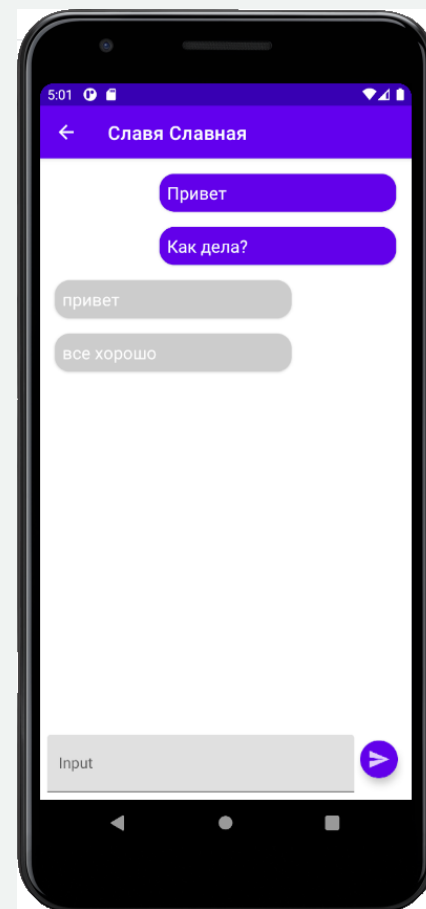 5:01
Славя Славная
Привет
Как дела?
привет
все хорошо
Input